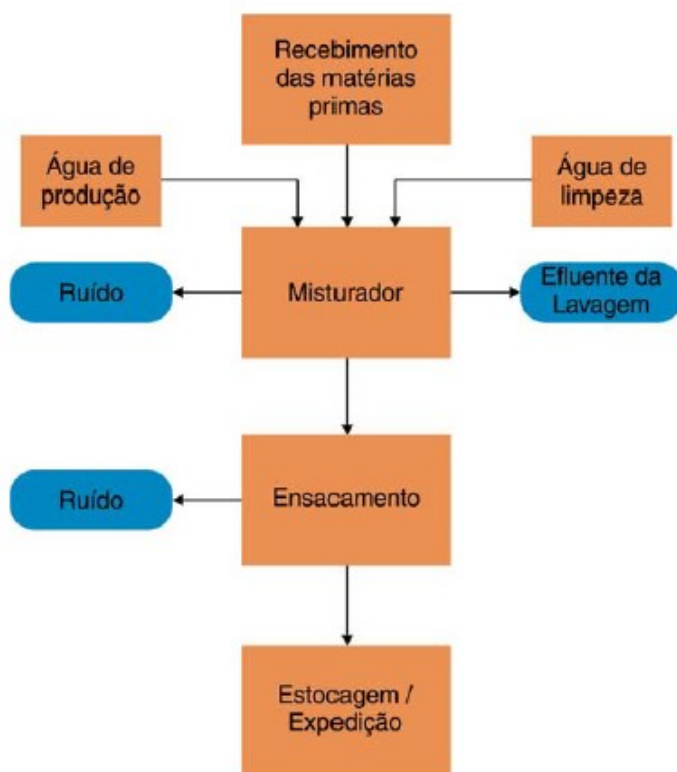 Recebimento
das matérias
primas
Água de
produção
Água de
limpeza
Ruído
Misturador
Efluente da
Lavagem
Ruído
Ensacamento
Estocagem /
Expedição